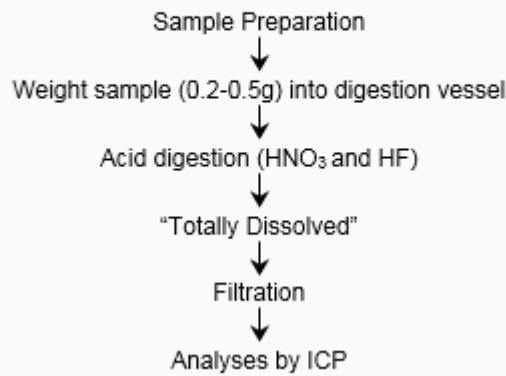 Sample Preparation
Weight sample (0.2-0.5g) into digestion vessel
Acid digestion (HNO₃ and HF)
“Totally Dissolved”
Filtration
Analyses by ICP